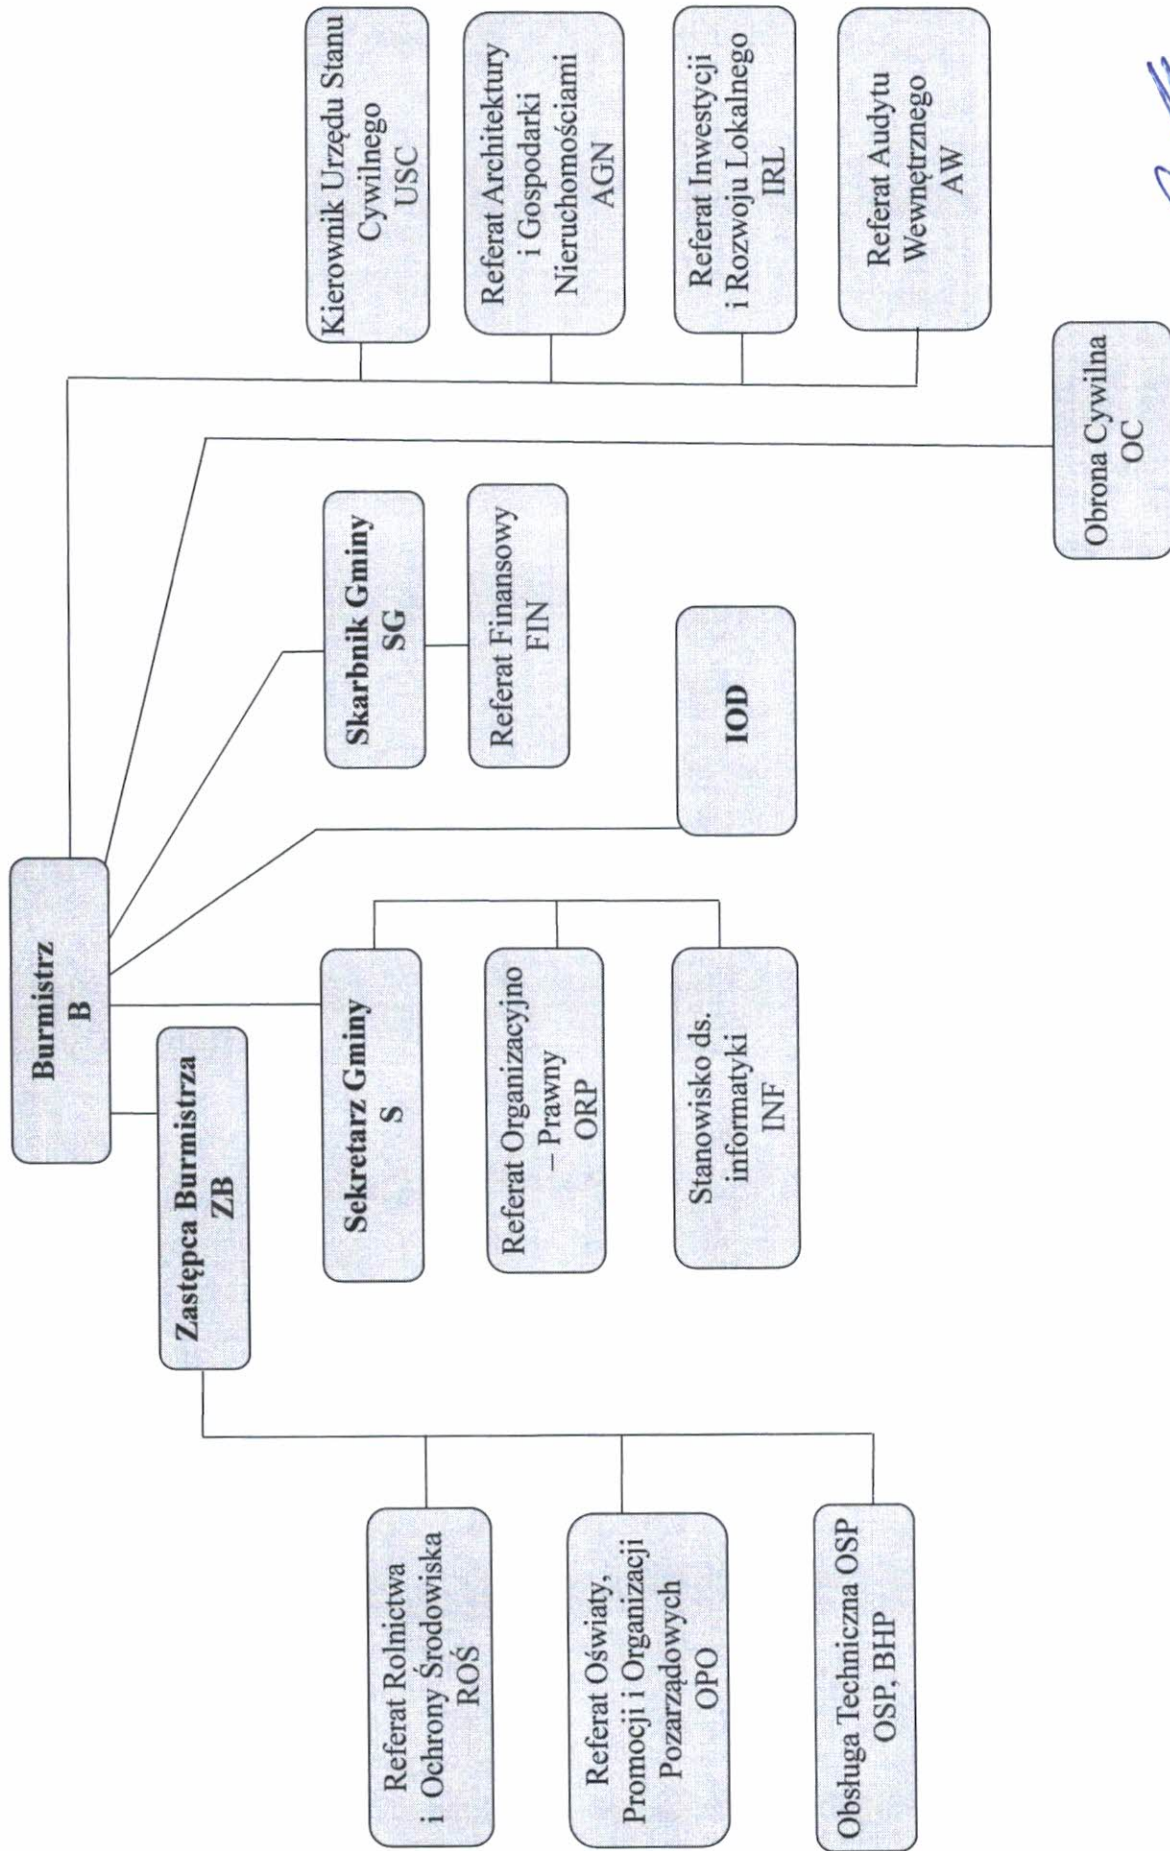 Burmistrz
B
Zastępca Burmistrza
ZB
Referat Rolnictwa
i Ochrony Środowiska
ROŚ
Referat Oświaty,
Promocji i Organizacji
Pozarządowych
OPO
Obsługa Techniczna OSP
OSP, BHP
Sekretarz Gminy
S
Referat Organizacyjno
– Prawny
ORP
Stanowisko ds.
informatyki
INF
IOD
Skarbnik Gminy
SG
Referat Finansowy
FIN
Obrona Cywilna
OC
Kierownik Urzędu Stanu
Cywilnego
USC
Referat Architektury
i Gospodarki
Nieruchomościami
AGN
Referat Inwestycji
i Rozwoju Lokalnego
IRL
Referat Audytu
Wewnętrznego
AW